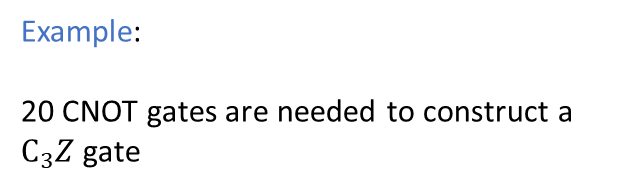 Example:
20 CNOT gates are needed to construct a
C₃Z gate